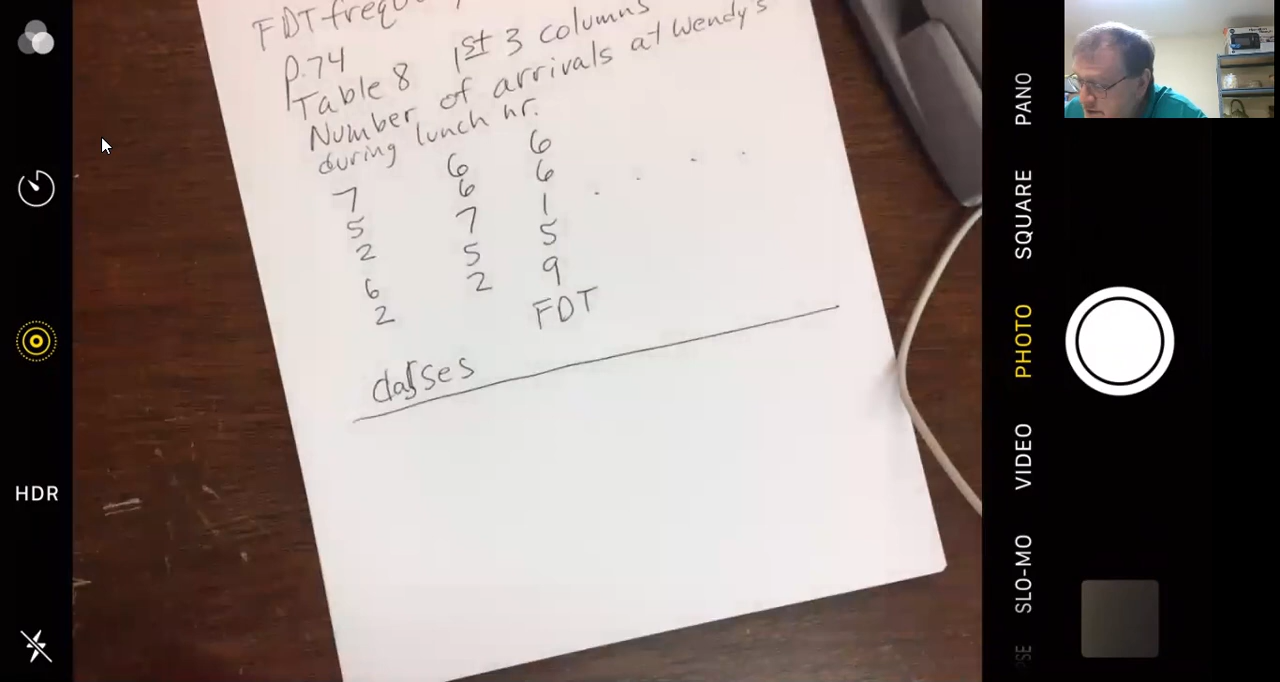 FDT
P.74
Table 8 1st 3 columns
Number of arrivals at Wendy's
during lunch hr.
7 6 6
5 6 6
2 7 1
6 5 5
2 2 9
FDT
classes
HDR
PANO
SQUARE
PHOTO
VIDEO
SLO-MO